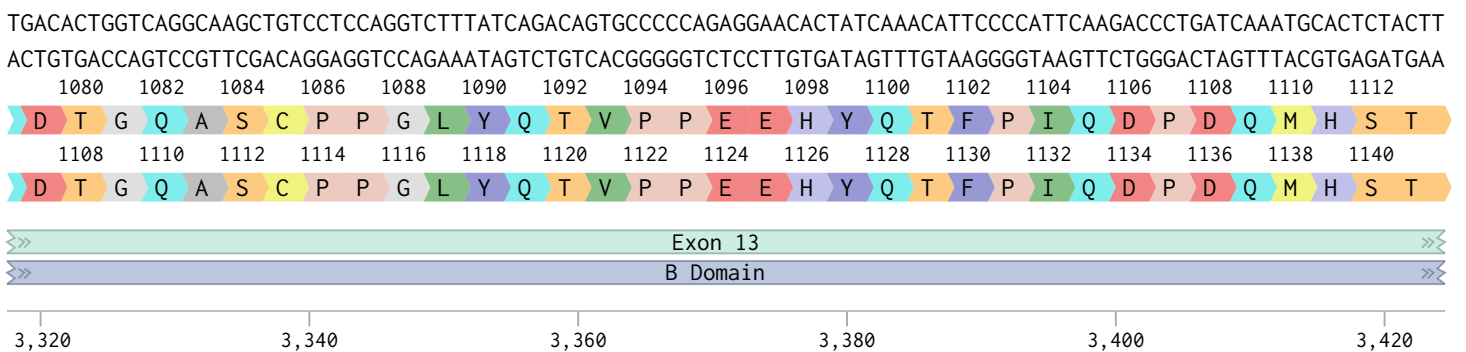 TGACACTGGTCAGGCAAGCTGTCCTCCAGGTCTTTATCAGACAGTGCCCCCAGAGGAACACTATCAAACATTCCCCATTCAAGACCCTGATCAAATGCACTCTACTT
ACTGTGACCAGTCCGTTCGACAGGAGGTCCAGAAATAGTCTGTCACGGGGGTCTCCTTGTGATAGTTTGTAAGGGGTAAGTTCTGGGACTAGTTTACGTGAGATGAA
1080 1082 1084 1086 1088 1090 1092 1094 1096 1098 1100 1102 1104 1106 1108 1110 1112
D T G Q A S C P P G L Y Q T V P P E E H Y Q T F P I Q D P D Q M H S T
1108 1110 1112 1114 1116 1118 1120 1122 1124 1126 1128 1130 1132 1134 1136 1138 1140
D T G Q A S C P P G L Y Q T V P P E E H Y Q T F P I Q D P D Q M H S T
Exon 13
B Domain
3,320 3,340 3,360 3,380 3,400 3,420